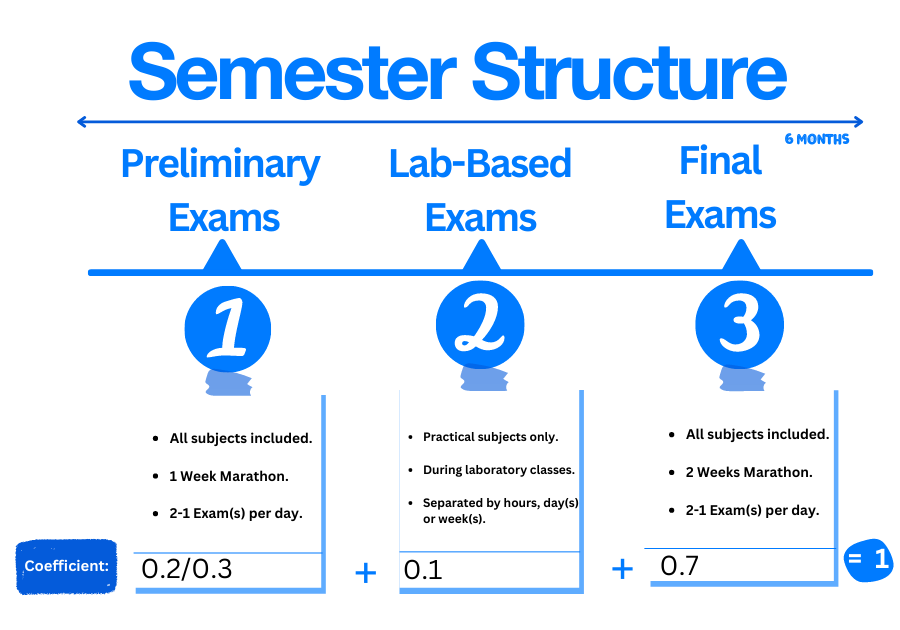 Semester Structure
6 MONTHS
Preliminary
Exams
Lab-Based
Exams
Final
Exams
1
2
3
• All subjects included.
• 1 Week Marathon.
• 2-1 Exam(s) per day.
• Practical subjects only.
• During laboratory classes.
• Separated by hours, day(s)
or week(s).
• All subjects included.
• 2 Weeks Marathon.
• 2-1 Exam(s) per day.
Coefficient:
0.2/0.3
+
0.1
+
0.7
= 1